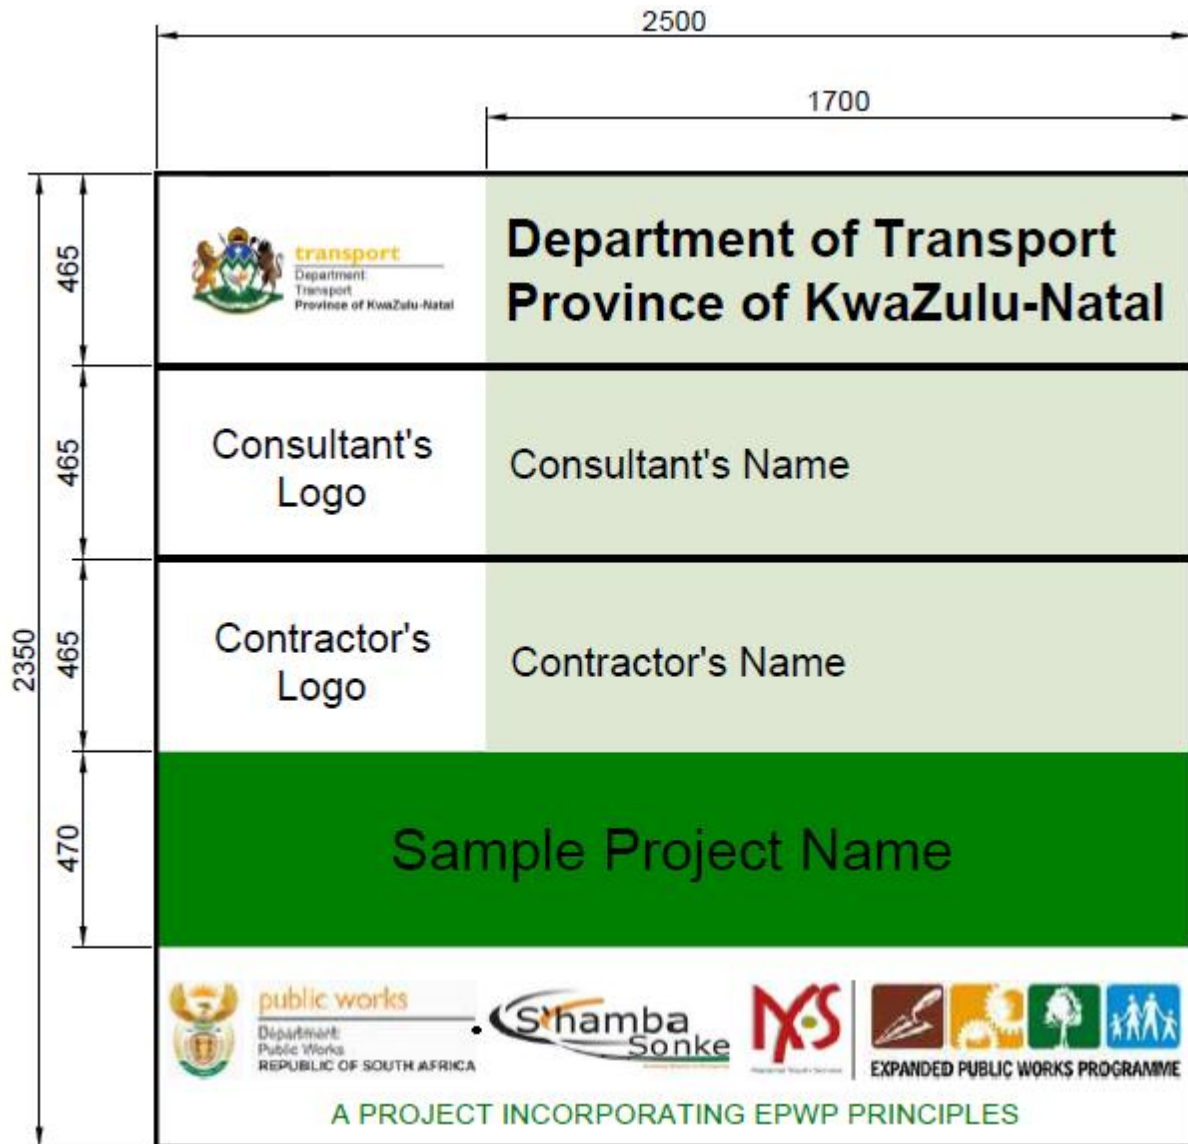 2500
1700
465
transport
Department:
Transport
Province of KwaZulu-Natal
Department of Transport
Province of KwaZulu-Natal
465
Consultant's
Logo
Consultant's Name
2350
465
Contractor's
Logo
Contractor's Name
470
Sample Project Name
public works
Department:
Public Works
REPUBLIC OF SOUTH AFRICA
S'hamba
Sonke
NYS
EXPANDED PUBLIC WORKS PROGRAMME
A PROJECT INCORPORATING EPWP PRINCIPLES